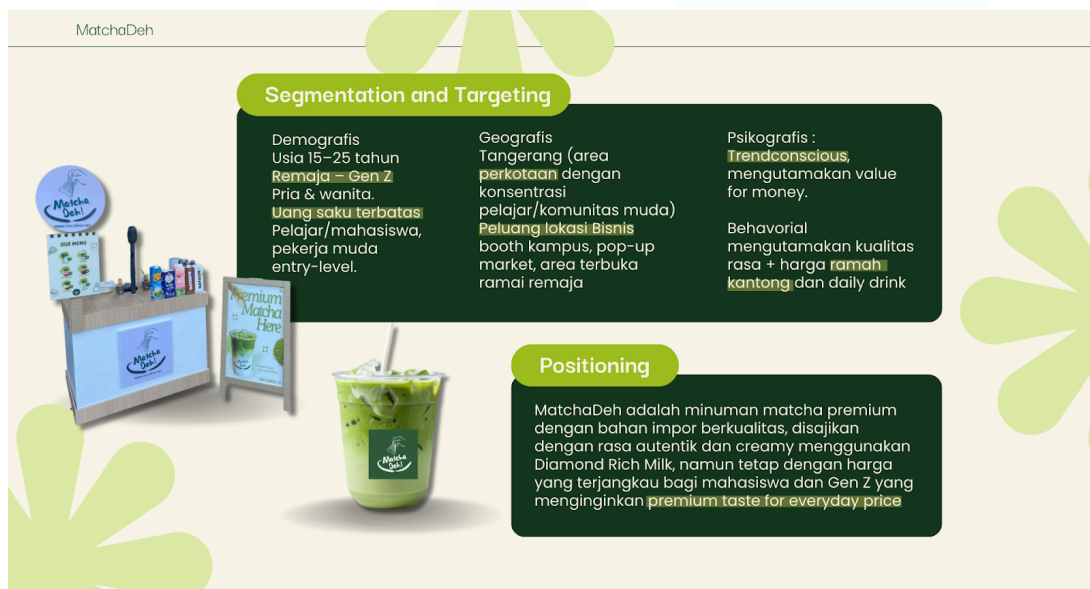 MatchaDeh
Segmentation and Targeting
Demografis
Usia 15–25 tahun
Remaja – Gen Z
Pria & wanita.
Uang saku terbatas
Pelajar/mahasiswa,
pekerja muda
entry-level.
Geografis
Tangerang (area
perkotaan dengan
konsentrasi
pelajar/komunitas muda)
Peluang lokasi Bisnis
booth kampus, pop-up
market, area terbuka
ramai remaja
Psikografis :
Trendconscious,
mengutamakan value
for money.
Behavorial
mengutamakan kualitas
rasa + harga ramah
kantong dan daily drink
Matcha
Deh!
OUR MENU
Matcha
Deh!
Premium
Matcha
Here
Matcha
Deh!
Positioning
MatchaDeh adalah minuman matcha premium
dengan bahan impor berkualitas, disajikan
dengan rasa autentik dan creamy menggunakan
Diamond Rich Milk, namun tetap dengan harga
yang terjangkau bagi mahasiswa dan Gen Z yang
menginginkan premium taste for everyday price